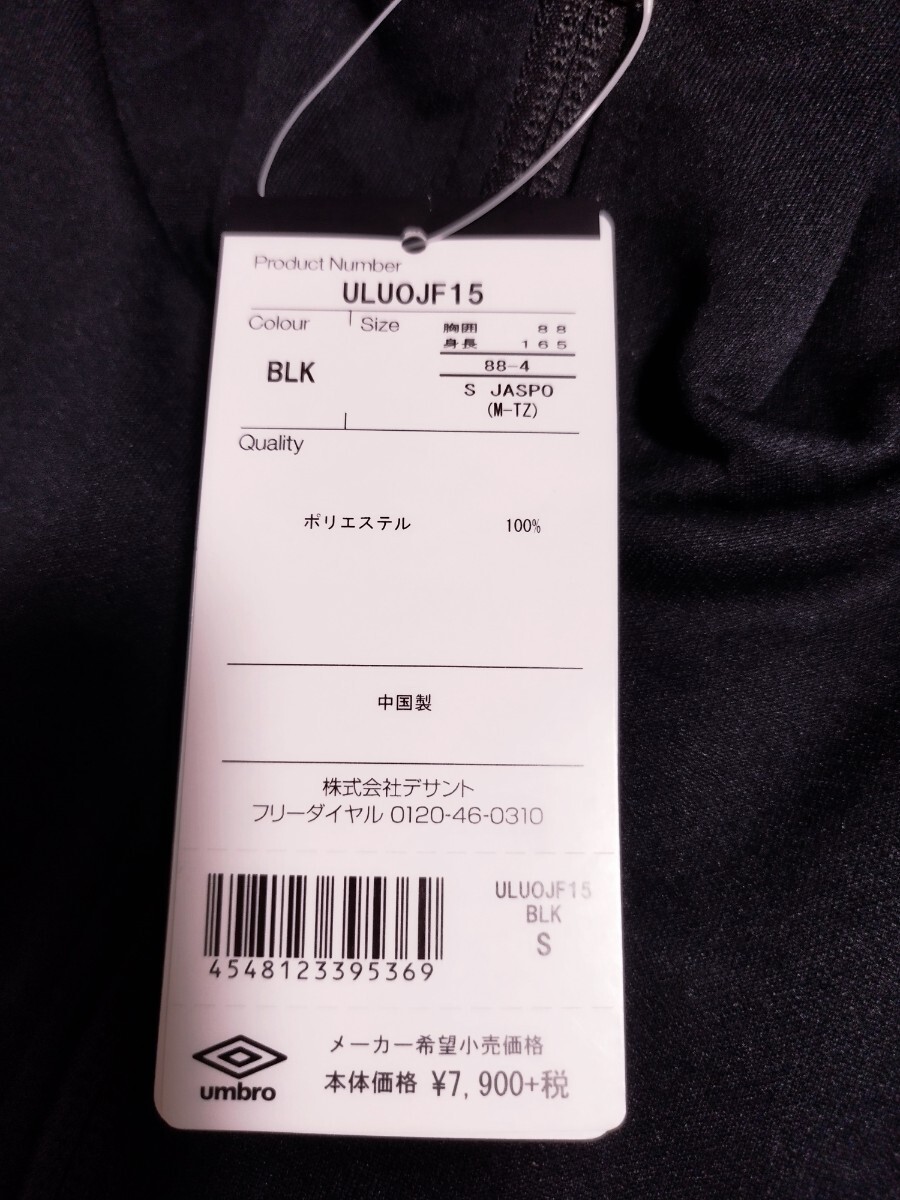 Product Number
ULUOJF15
Colour
Size
胸囲 88
身長 165
BLK
88-4
S JASPO
(M-TZ)
Quality
ポリエステル 100%
中国製
株式会社デサント
フリーダイヤル 0120-46-0310
ULUOJF15
BLK
S
4548123395369
メーカー希望小売価格
本体価格 ¥7,900+税
umbro